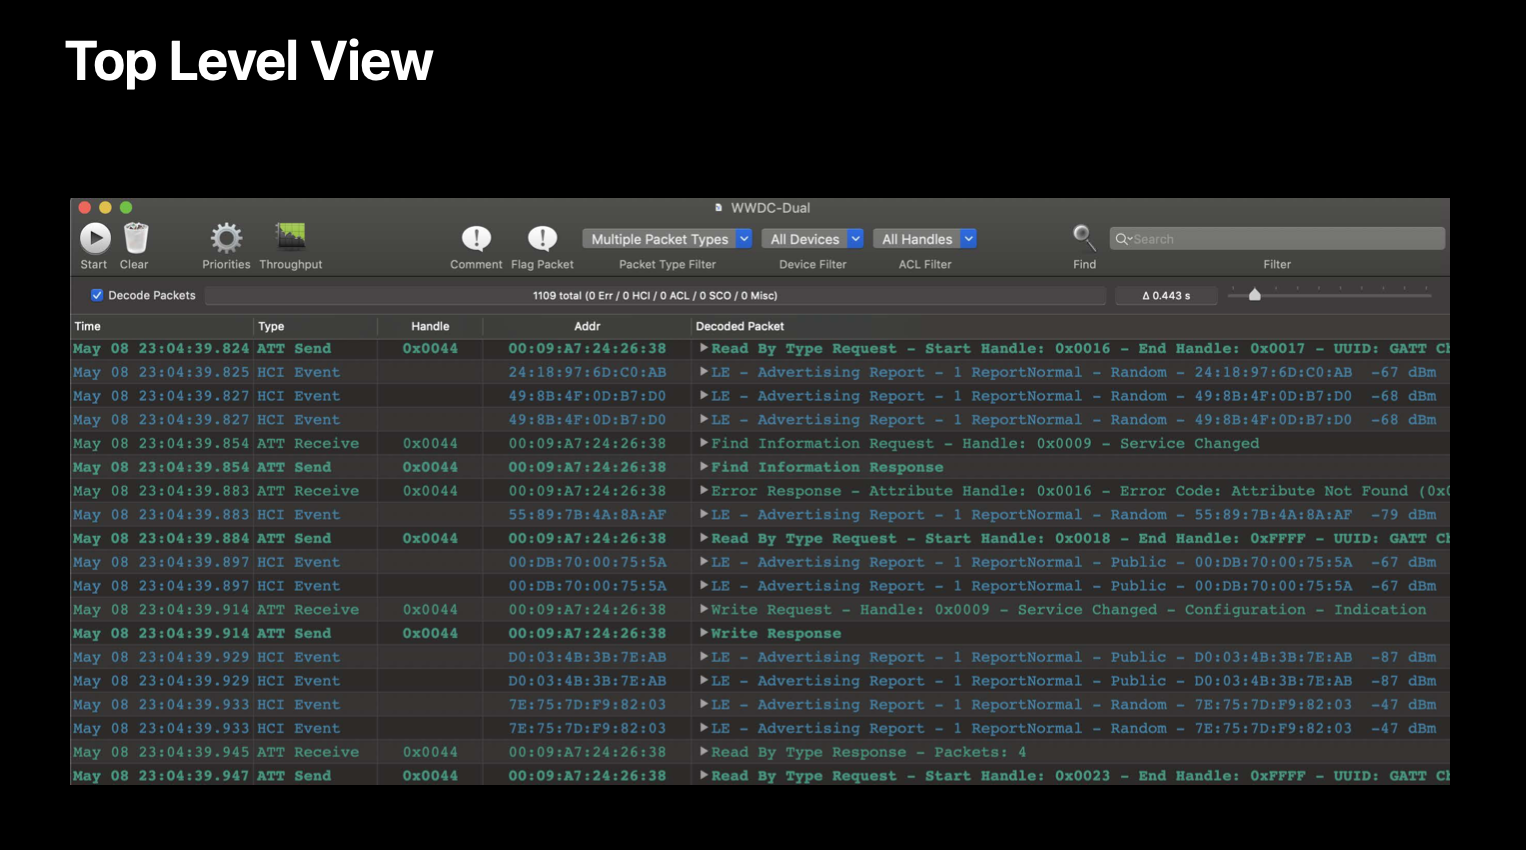 Top Level View
WWDC-Dual
Multiple Packet Types All Devices All Handles Search
Start Clear Priorities Throughput Comment Flag Packet Packet Type Filter Device Filter ACL Filter Find Filter
Decode Packets 1109 total (0 Err / 0 HCI / 0 ACL / 0 SCO / 0 Misc) Δ 0.443 s
Time Type Handle Addr Decoded Packet
May 08 23:04:39.824 ATT Send 0x0044 00:09:A7:24:26:38 Read By Type Request - Start Handle: 0x0016 - End Handle: 0x0017 - UUID: GATT
May 08 23:04:39.825 HCI Event 24:18:97:6D:C0:AB LE - Advertising Report - 1 ReportNormal - Random - 24:18:97:6D:C0:AB -67 dBm
May 08 23:04:39.827 HCI Event 49:8B:4F:0D:B7:D0 LE - Advertising Report - 1 ReportNormal - Random - 49:8B:4F:0D:B7:D0 -68 dBm
May 08 23:04:39.827 HCI Event 49:8B:4F:0D:B7:D0 LE - Advertising Report - 1 ReportNormal - Random - 49:8B:4F:0D:B7:D0 -68 dBm
May 08 23:04:39.854 ATT Receive 0x0044 00:09:A7:24:26:38 Find Information Request - Handle: 0x0009 - Service Changed
May 08 23:04:39.854 ATT Send 0x0044 00:09:A7:24:26:38 Find Information Response
May 08 23:04:39.883 ATT Receive 0x0044 00:09:A7:24:26:38 Error Response - Attribute Handle: 0x0016 - Error Code: Attribute Not Found
May 08 23:04:39.883 HCI Event 55:89:7B:4A:8A:AF LE - Advertising Report - 1 ReportNormal - Random - 55:89:7B:4A:8A:AF -79 dBm
May 08 23:04:39.884 ATT Send 0x0044 00:09:A7:24:26:38 Read By Type Request - Start Handle: 0x0018 - End Handle: 0xFFFF - UUID: GATT
May 08 23:04:39.897 HCI Event 00:DB:70:00:75:5A LE - Advertising Report - 1 ReportNormal - Public - 00:DB:70:00:75:5A -67 dBm
May 08 23:04:39.897 HCI Event 00:DB:70:00:75:5A LE - Advertising Report - 1 ReportNormal - Public - 00:DB:70:00:75:5A -67 dBm
May 08 23:04:39.914 ATT Receive 0x0044 00:09:A7:24:26:38 Write Request - Handle: 0x0009 - Service Changed - Configuration - Indication
May 08 23:04:39.914 ATT Send 0x0044 00:09:A7:24:26:38 Write Response
May 08 23:04:39.929 HCI Event D0:03:4B:3B:7E:AB LE - Advertising Report - 1 ReportNormal - Public - D0:03:4B:3B:7E:AB -87 dBm
May 08 23:04:39.929 HCI Event D0:03:4B:3B:7E:AB LE - Advertising Report - 1 ReportNormal - Public - D0:03:4B:3B:7E:AB -87 dBm
May 08 23:04:39.933 HCI Event 7E:75:7D:F9:82:03 LE - Advertising Report - 1 ReportNormal - Random - 7E:75:7D:F9:82:03 -47 dBm
May 08 23:04:39.933 HCI Event 7E:75:7D:F9:82:03 LE - Advertising Report - 1 ReportNormal - Random - 7E:75:7D:F9:82:03 -47 dBm
May 08 23:04:39.945 ATT Receive 0x0044 00:09:A7:24:26:38 Read By Type Response - Packets: 4
May 08 23:04:39.947 ATT Send 0x0044 00:09:A7:24:26:38 Read By Type Request - Start Handle: 0x0023 - End Handle: 0xFFFF - UUID: GATT